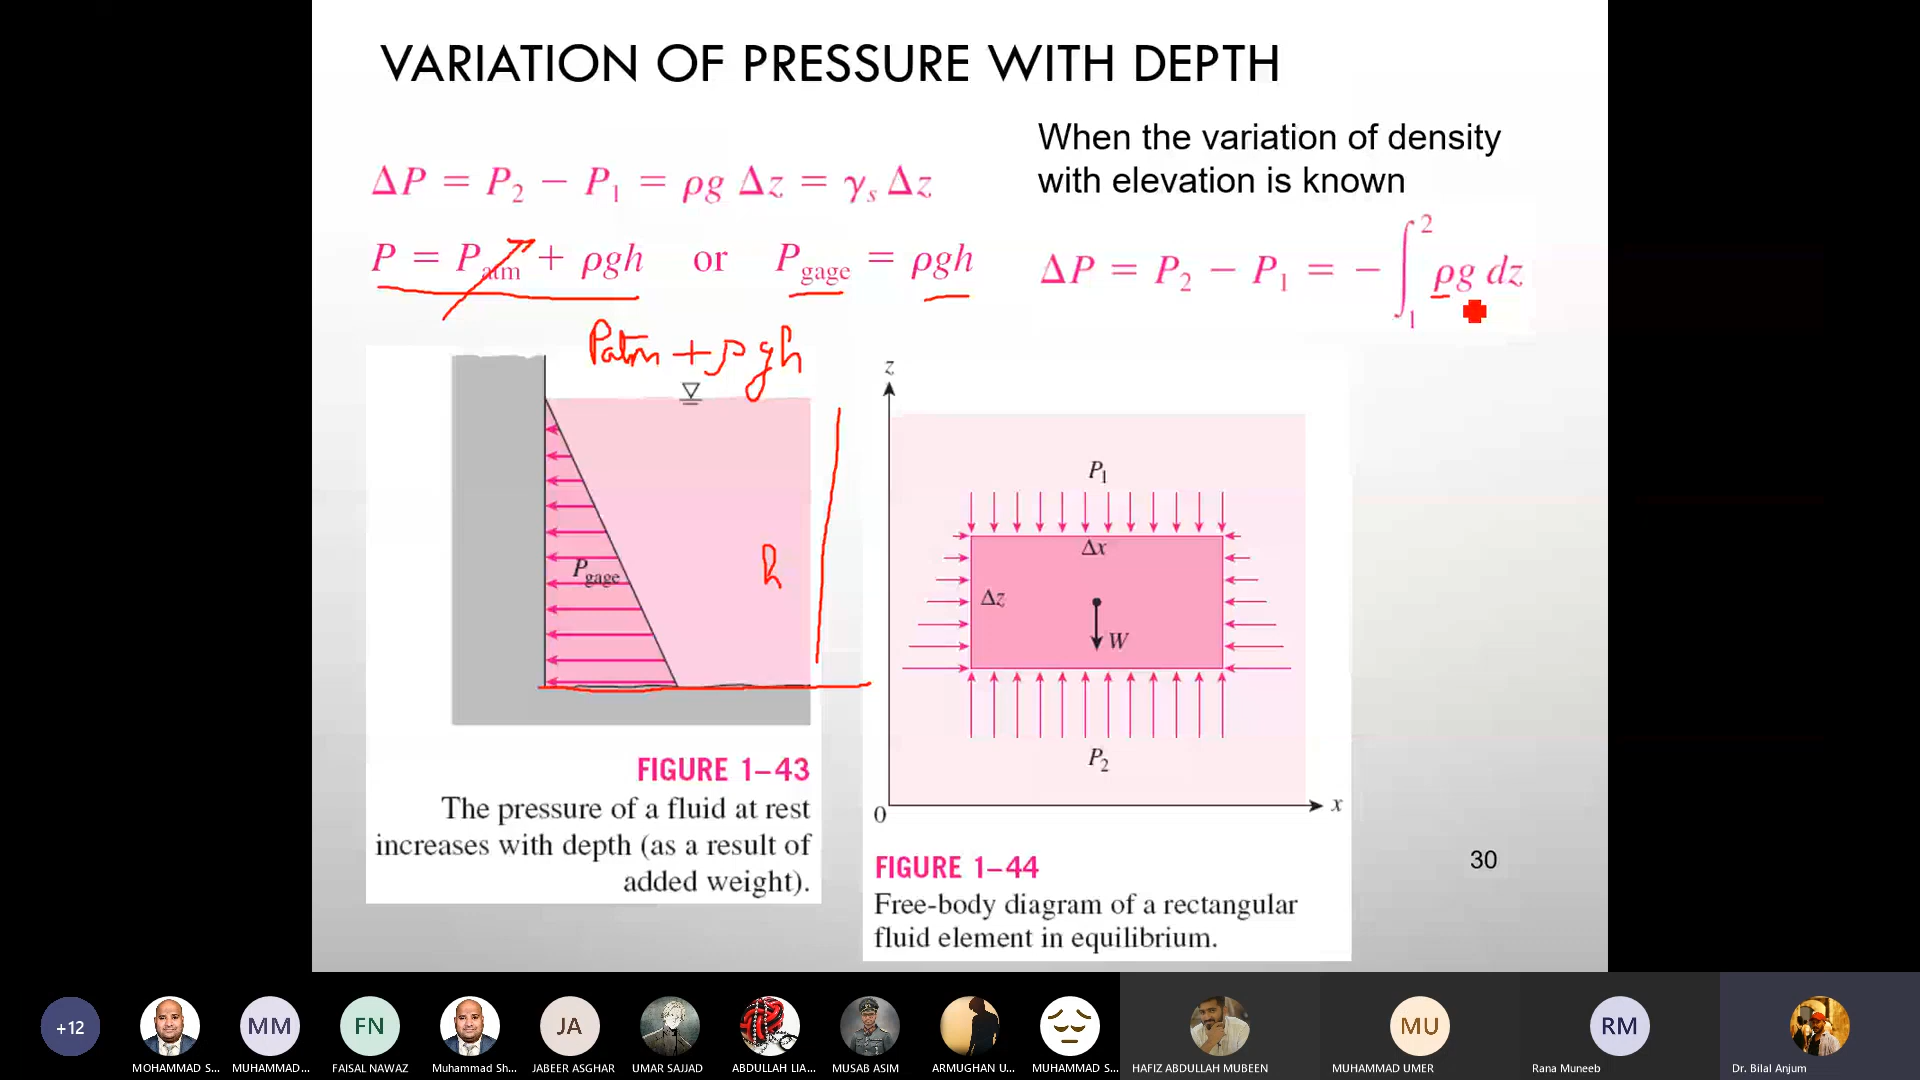 VARIATION OF PRESSURE WITH DEPTH
ΔP = P₂ − P₁ = ρg Δz = γₛ Δz
P = Patm + ρgh or Pgage = ρgh
When the variation of density
with elevation is known
ΔP = P₂ − P₁ = − ∫₁² ρg dz
Patm + ρgh
Pgage
h
FIGURE 1–43
The pressure of a fluid at rest
increases with depth (as a result of
added weight).
z
P₁
Δx
Δz
W
P₂
0
x
FIGURE 1–44
Free-body diagram of a rectangular
fluid element in equilibrium.
30
+12
MOHAMMAD S...
MM
MUHAMMAD...
FN
FAISAL NAWAZ
Muhammad Sh...
JA
JABEER ASGHAR
UMAR SAJJAD
ABDULLAH LIA...
MUSAB ASIM
ARMUGHAN U...
MUHAMMAD S...
HAFIZ ABDULLAH MUBEEN
MU
MUHAMMAD UMER
RM
Rana Muneeb
Dr. Bilal Anjum